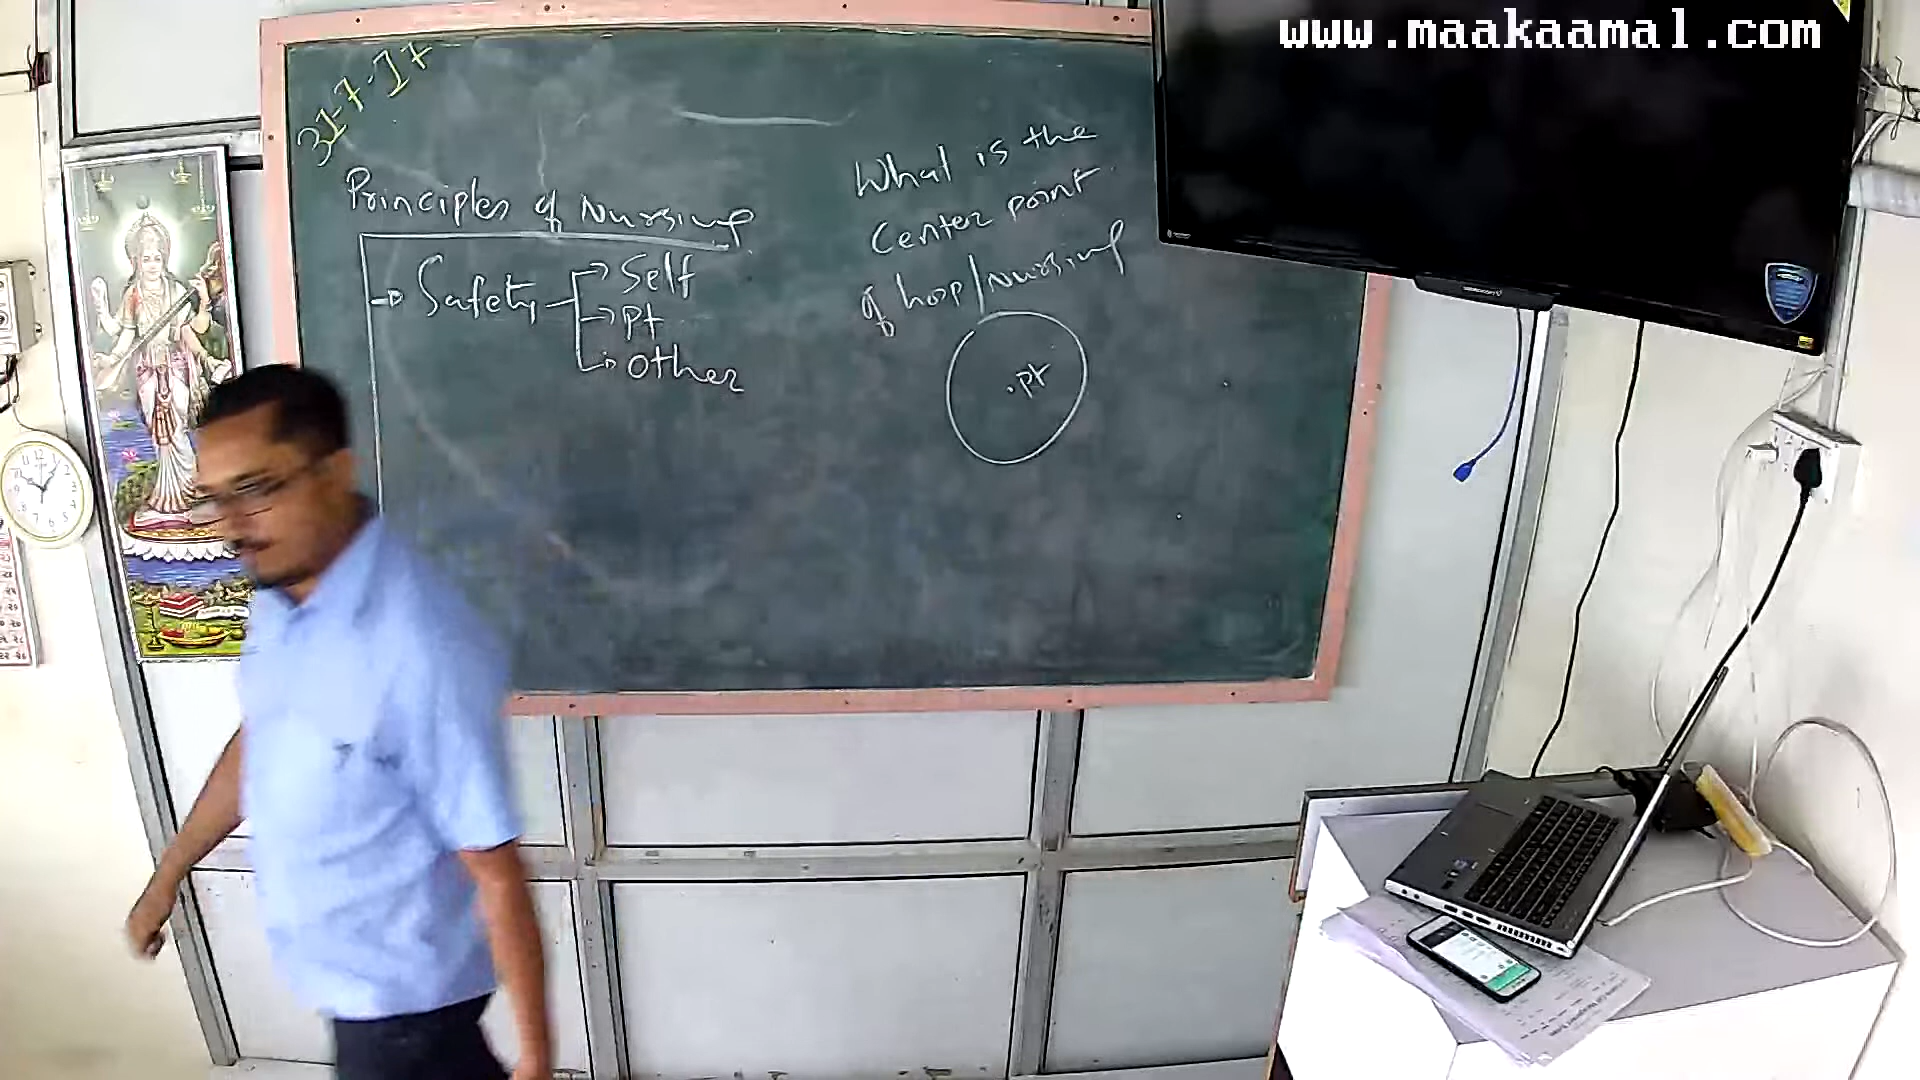 www.maakaamal.com
31-7-17
Principles of Nursing
Safety
Self
Pt
Other
What is the
Center point
of hosp/Nursing
.pt